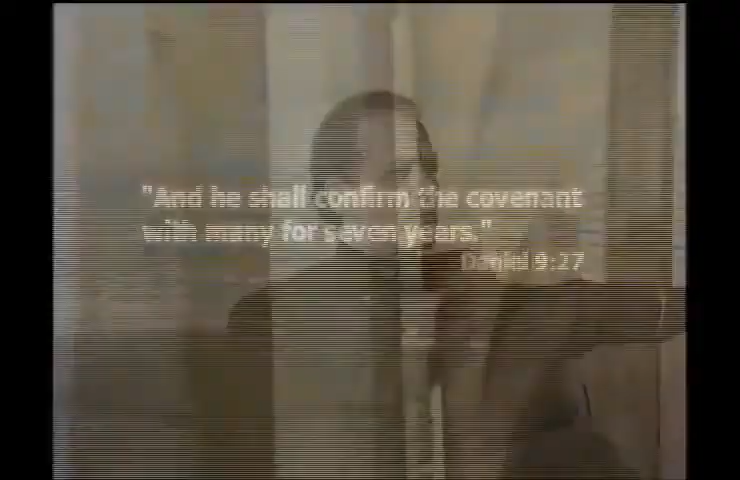 "And he shall confirm the covenant
with many for seven years."
Daniel 9:27